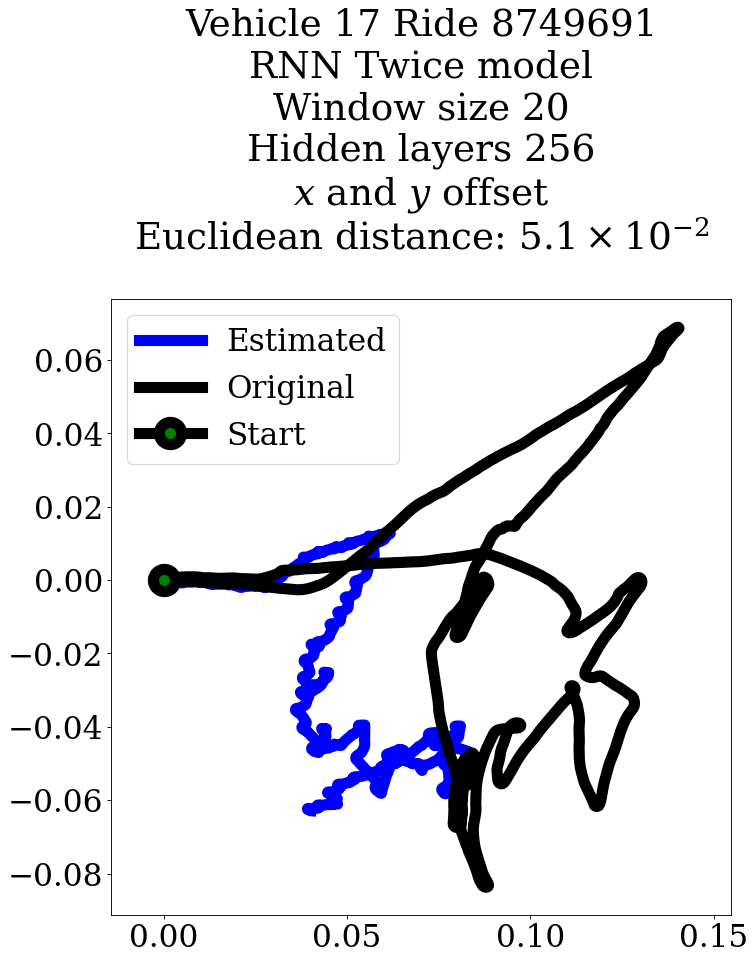 Vehicle 17 Ride 8749691
RNN Twice model
Window size 20
Hidden layers 256
x and y offset
Euclidean distance: 5.1 × 10⁻²
Estimated
Original
Start
0.06
0.04
0.02
0.00
−0.02
−0.04
−0.06
−0.08
0.00 0.05 0.10 0.15